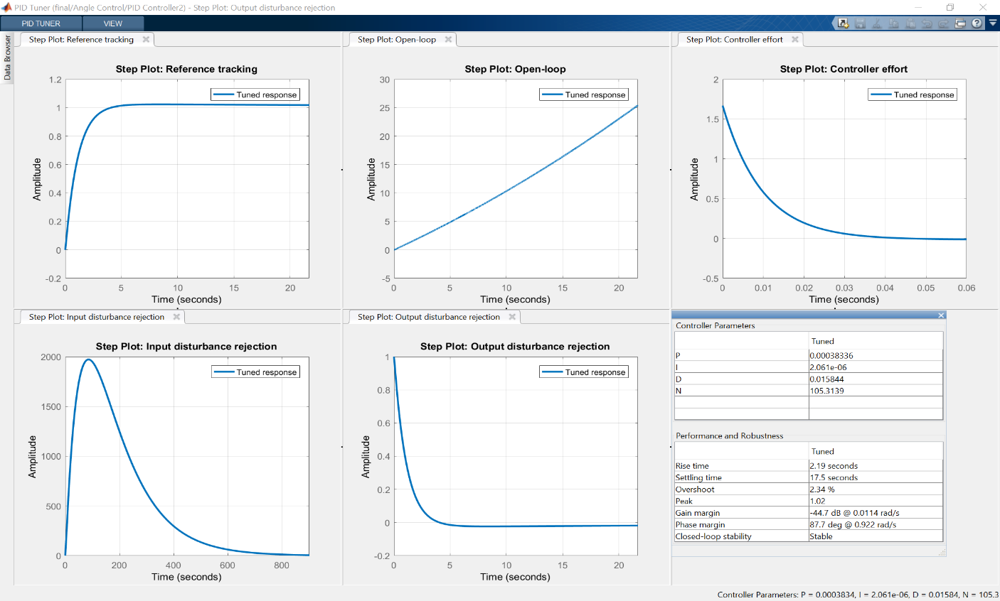 PID Tuner (final/Angle Control/PID Controller2) - Step Plot: Output disturbance rejection
PID TUNER
VIEW
Data Browser
Step Plot: Reference tracking
Step Plot: Reference tracking
Tuned response
1.2
1
0.8
0.6
0.4
0.2
0
-0.2
Amplitude
0 5 10 15 20
Time (seconds)
Step Plot: Open-loop
Step Plot: Open-loop
Tuned response
30
25
20
15
10
5
0
-5
Amplitude
0 5 10 15 20
Time (seconds)
Step Plot: Controller effort
Step Plot: Controller effort
Tuned response
2
1.5
1
0.5
0
-0.5
Amplitude
0 0.01 0.02 0.03 0.04 0.05 0.06
Time (seconds)
Step Plot: Input disturbance rejection
Step Plot: Input disturbance rejection
Tuned response
2000
1500
1000
500
0
Amplitude
0 200 400 600 800
Time (seconds)
Step Plot: Output disturbance rejection
Step Plot: Output disturbance rejection
Tuned response
1
0.8
0.6
0.4
0.2
0
-0.2
Amplitude
0 5 10 15 20
Time (seconds)
Controller Parameters
Tuned
P 0.00038336
I 2.061e-06
D 0.015844
N 105.3139
Performance and Robustness
Tuned
Rise time 2.19 seconds
Settling time 17.5 seconds
Overshoot 2.34 %
Peak 1.02
Gain margin -44.7 dB @ 0.0114 rad/s
Phase margin 87.7 deg @ 0.922 rad/s
Closed-loop stability Stable
Controller Parameters: P = 0.0003834, I = 2.061e-06, D = 0.01584, N = 105.3